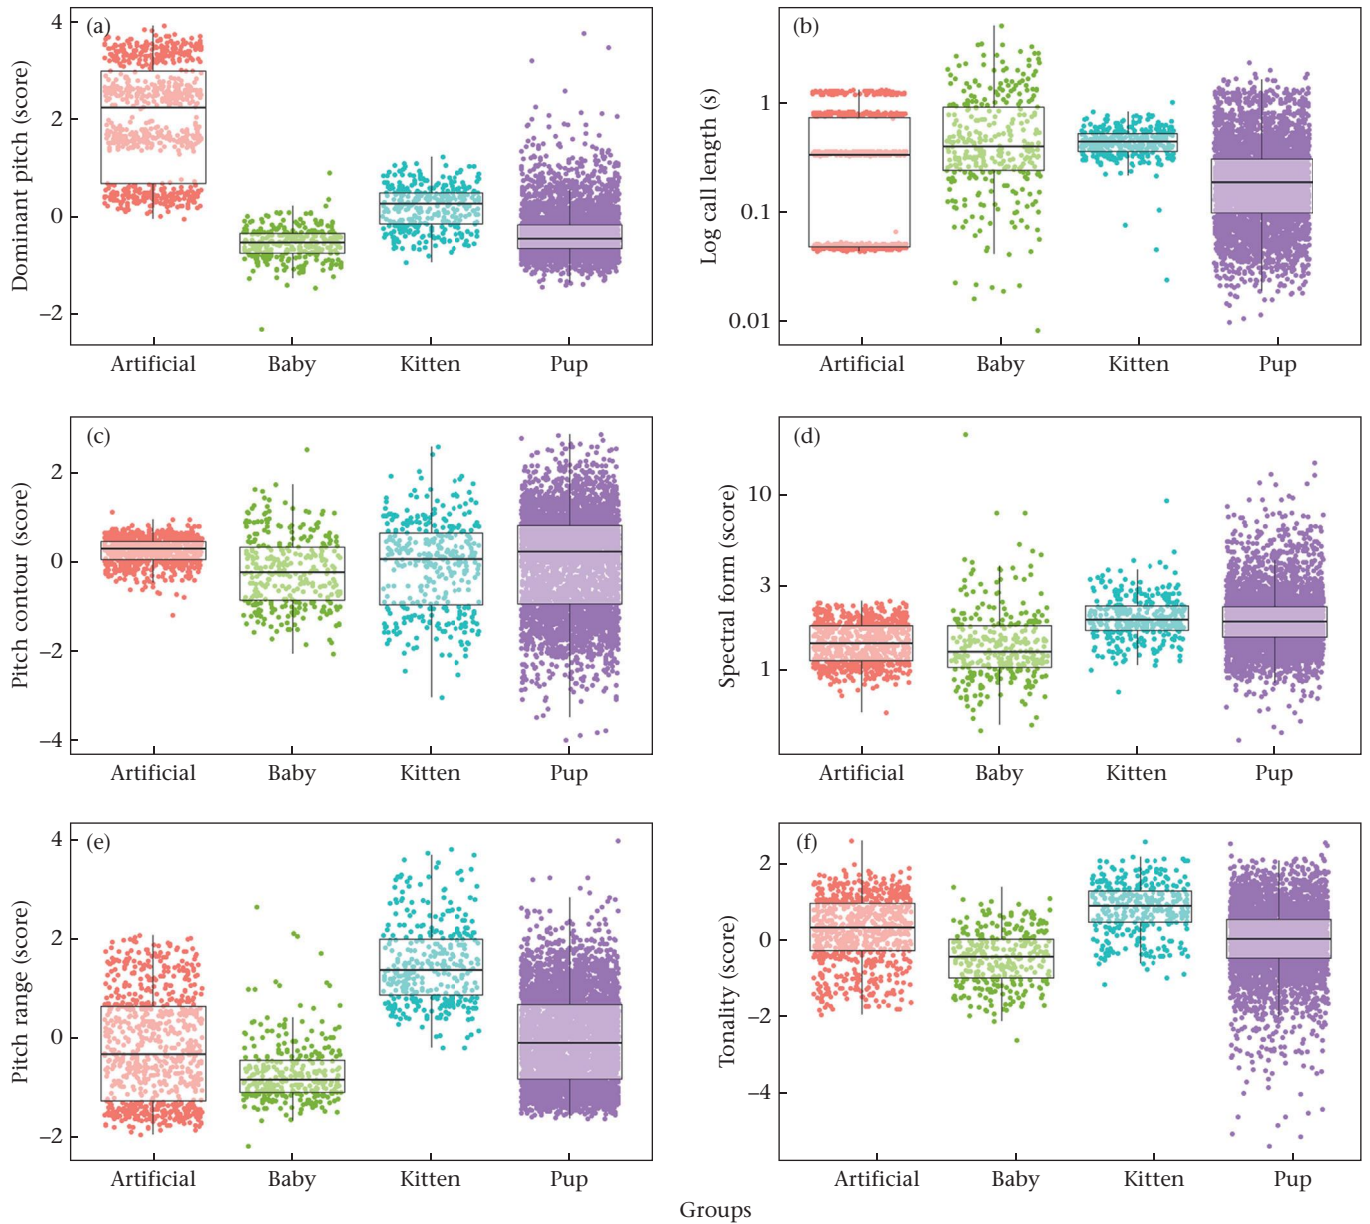 (a)
Dominant pitch (score)
4
2
0
–2
Artificial Baby Kitten Pup
(b)
Log call length (s)
1
0.1
0.01
Artificial Baby Kitten Pup
(c)
Pitch contour (score)
2
0
–2
–4
Artificial Baby Kitten Pup
(d)
Spectral form (score)
10
3
1
Artificial Baby Kitten Pup
(e)
Pitch range (score)
4
2
0
–2
Artificial Baby Kitten Pup
(f)
Tonality (score)
2
0
–2
–4
Artificial Baby Kitten Pup
Groups